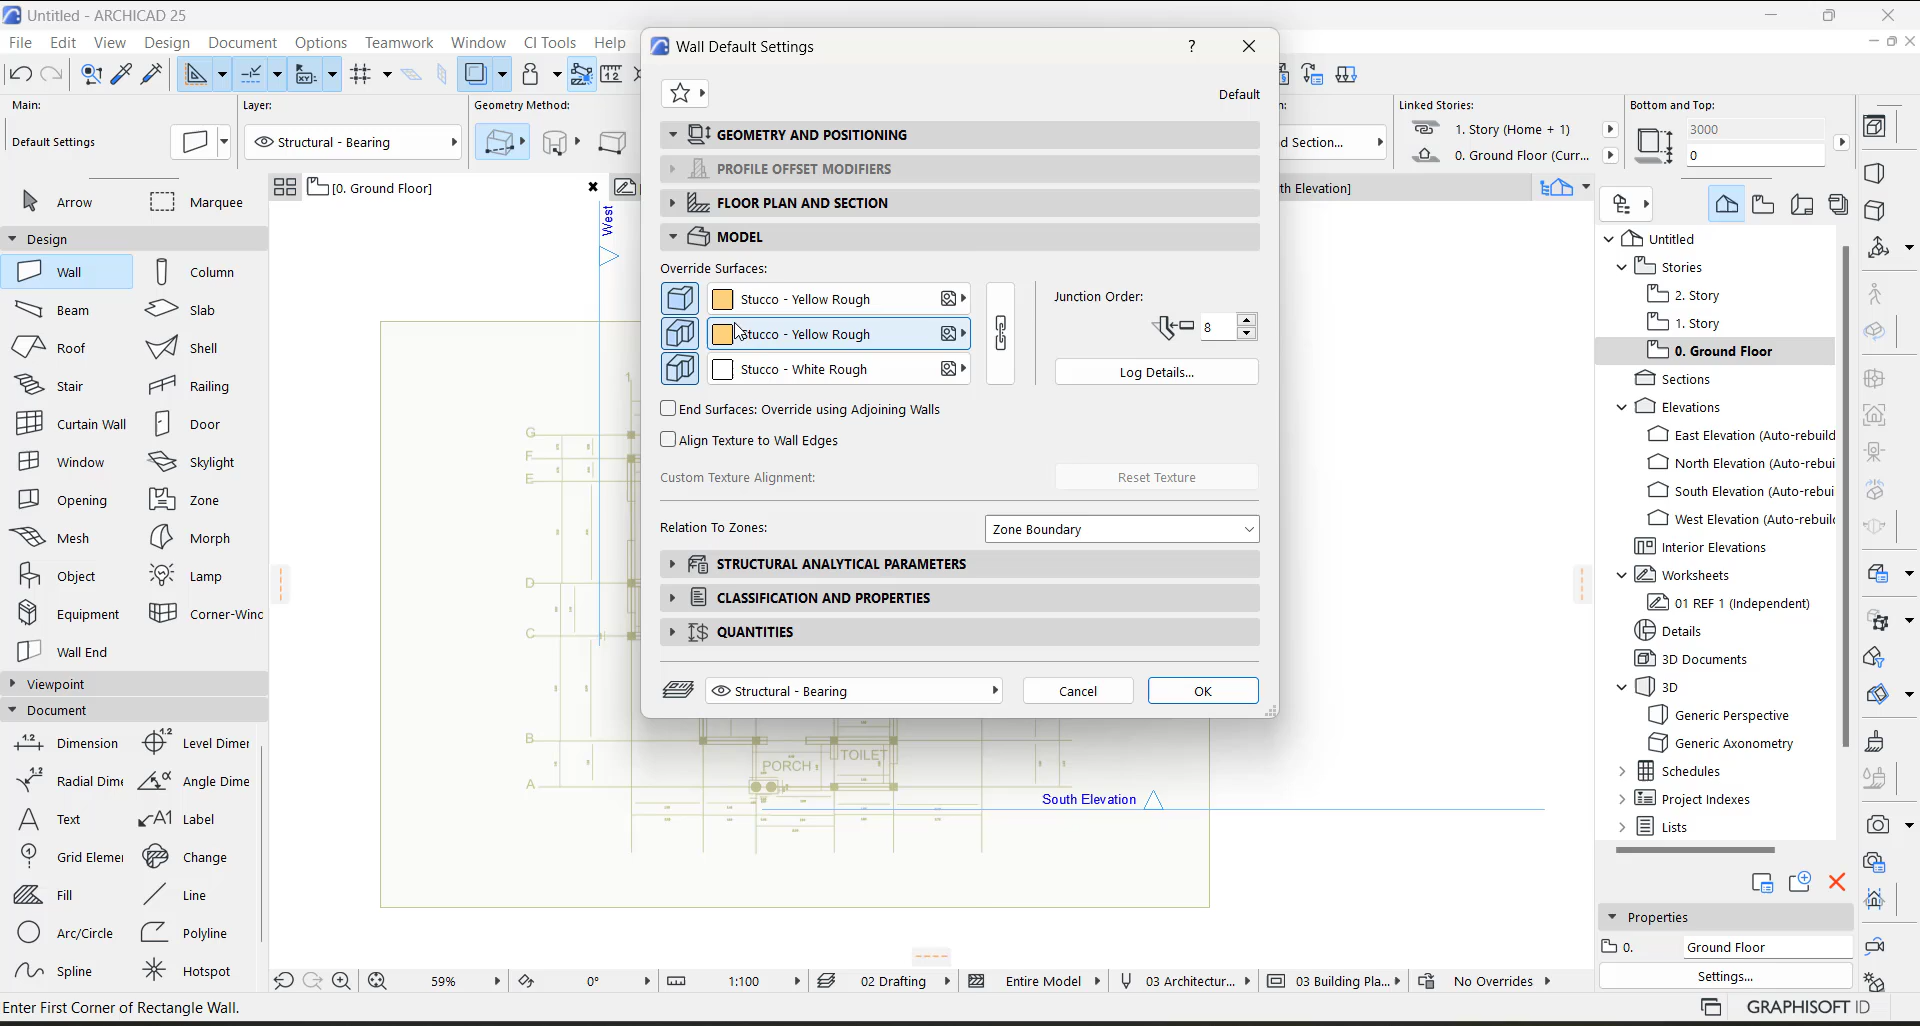 Untitled - ARCHICAD 25
File Edit View Design Document Options Teamwork Window CI Tools Help
Main:
Default Settings
Layer:
Structural - Bearing
Geometry Method:
d Section...
Linked Stories:
1. Story (Home + 1)
0. Ground Floor (Curr...
Bottom and Top:
3000
0
[0. Ground Floor]
th Elevation]
Arrow
Marquee
Design
Wall
Column
Beam
Slab
Roof
Shell
Stair
Railing
Curtain Wall
Door
Window
Skylight
Opening
Zone
Mesh
Morph
Object
Lamp
Equipment
Corner-Wind
Wall End
Viewpoint
Document
1.2 Dimension
1.2 Level Dimer
1.2 Radial Dime
Angle Dime
Text
A1 Label
Grid Elemer
Change
Fill
Line
Arc/Circle
Polyline
Spline
Hotspot
Wall Default Settings
?
Default
GEOMETRY AND POSITIONING
PROFILE OFFSET MODIFIERS
FLOOR PLAN AND SECTION
MODEL
Override Surfaces:
Stucco - Yellow Rough
Stucco - Yellow Rough
Stucco - White Rough
Junction Order:
8
Log Details...
End Surfaces: Override using Adjoining Walls
Align Texture to Wall Edges
Custom Texture Alignment:
Reset Texture
Relation To Zones:
Zone Boundary
STRUCTURAL ANALYTICAL PARAMETERS
CLASSIFICATION AND PROPERTIES
QUANTITIES
Structural - Bearing
Cancel
OK
West
1
G
F
E
D
C
B
A
PORCH
TOILET
South Elevation
Untitled
Stories
2. Story
1. Story
0. Ground Floor
Sections
Elevations
East Elevation (Auto-rebuild
North Elevation (Auto-rebui
South Elevation (Auto-rebui
West Elevation (Auto-rebuild
Interior Elevations
Worksheets
01 REF 1 (Independent)
Details
3D Documents
3D
Generic Perspective
Generic Axonometry
Schedules
Project Indexes
Lists
Properties
0.
Ground Floor
Settings...
59%
0°
1:100
02 Drafting
Entire Model
03 Architectur...
03 Building Pla...
No Overrides
Enter First Corner of Rectangle Wall.
GRAPHISOFT ID